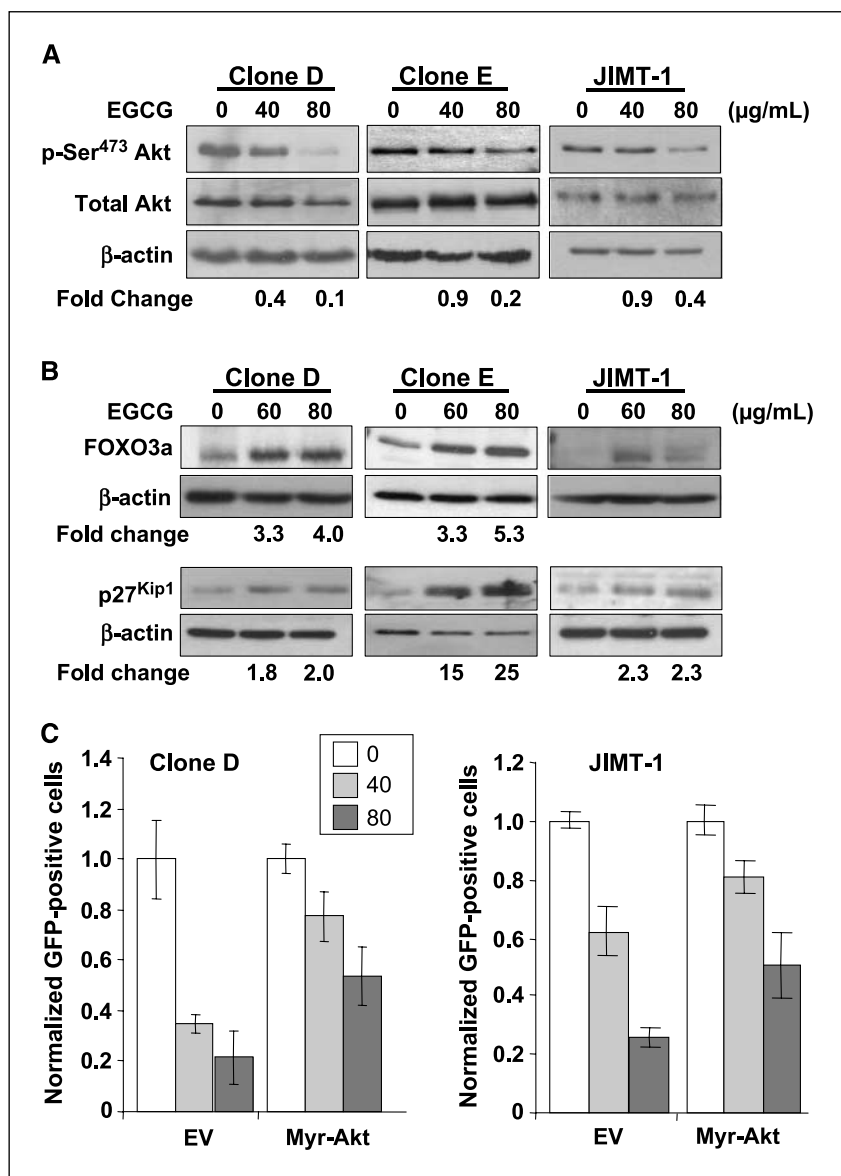 A
Clone D Clone E JIMT-1
EGCG 0 40 80 0 40 80 0 40 80 (µg/mL)
p-Ser473 Akt
Total Akt
β-actin
Fold Change 0.4 0.1 0.9 0.2 0.9 0.4
B
Clone D Clone E JIMT-1
EGCG 0 60 80 0 60 80 0 60 80 (µg/mL)
FOXO3a
β-actin
Fold change 3.3 4.0 3.3 5.3
p27Kip1
β-actin
Fold change 1.8 2.0 15 25 2.3 2.3
C
Clone D
Normalized GFP-positive cells
1.4
1.2
1.0
0.8
0.6
0.4
0.2
0
EV Myr-Akt
0
40
80
JIMT-1
Normalized GFP-positive cells
1.2
1.0
0.8
0.6
0.4
0.2
0
EV Myr-Akt